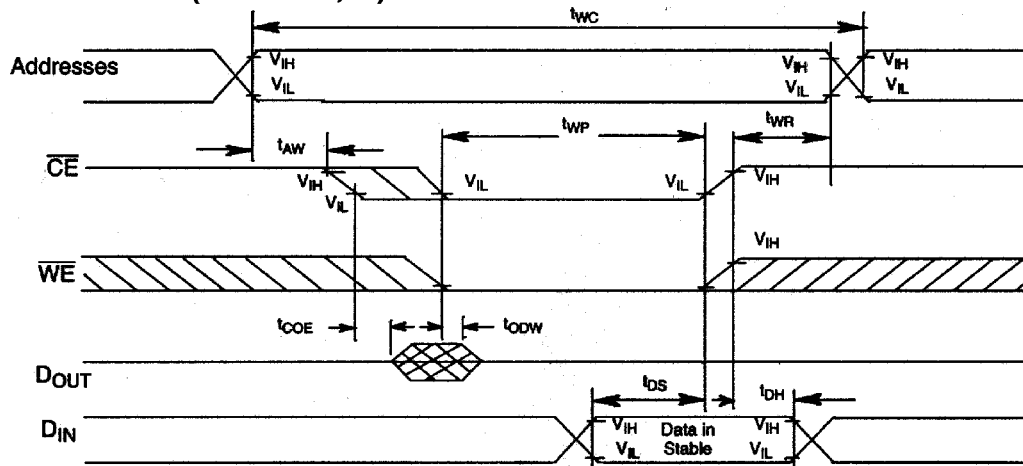 tWC
Addresses
VIH
VIL
VIH
VIL
VIH
VIL
tWP
tWR
tAW
CE
VIH
VIL
VIL
VIL
VIH
WE
VIH
tCOE
tODW
DOUT
tDS
tDH
DIN
VIH
VIL
Data in
Stable
VIH
VIL